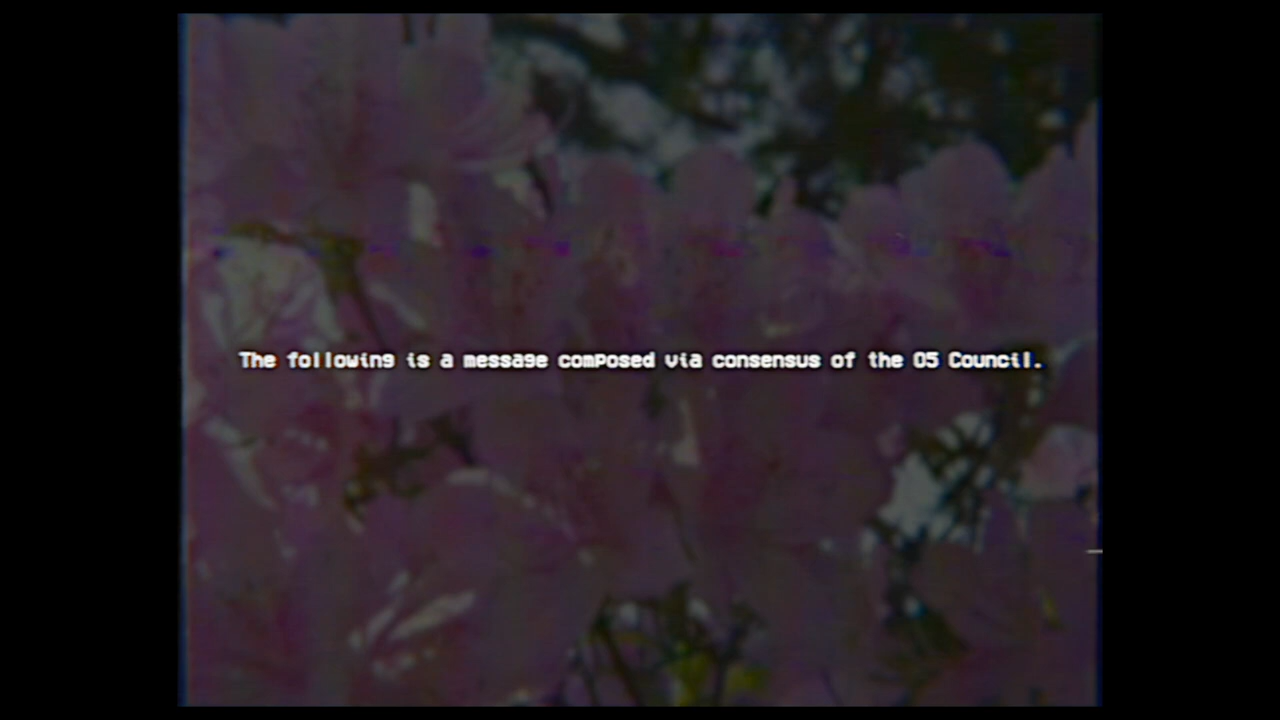 The following is a message composed via consensus of the O5 Council.